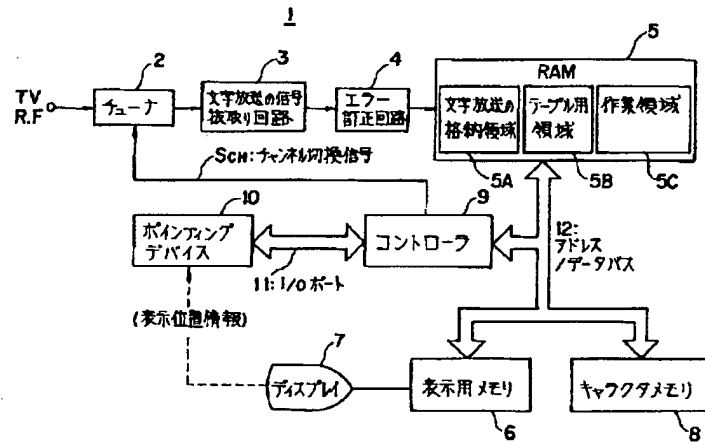 1
2
3
4
5
TV
R.F
チューナ
文字放送の信号
抜取り回路
エラー
訂正回路
RAM
文字放送の
格納領域
テーブル用
領域
作業領域
5A
5B
5C
SCH:チャンネル切換信号
10
9
ポインティング
デバイス
コントローラ
11:I/Oポート
12:
アドレス
/データバス
(表示位置情報)
7
ディスプレイ
表示用メモリ
キャラクタメモリ
6
8